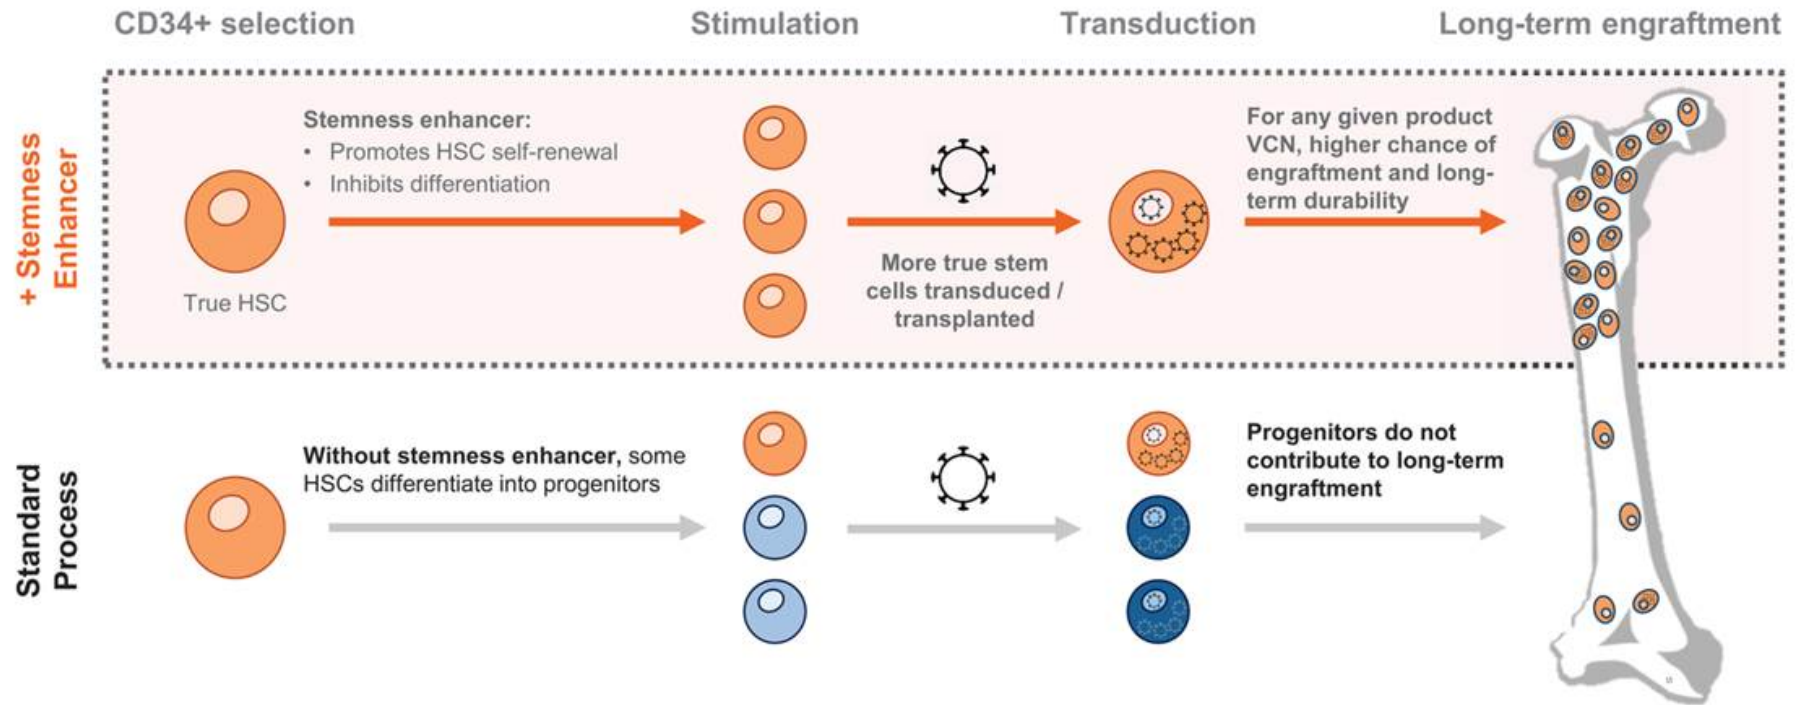 CD34+ selection
Stimulation
Transduction
Long-term engraftment
+ Stemness
Enhancer
Stemness enhancer:
• Promotes HSC self-renewal
• Inhibits differentiation
True HSC
More true stem
cells transduced /
transplanted
For any given product
VCN, higher chance of
engraftment and long-
term durability
Standard
Process
Without stemness enhancer, some
HSCs differentiate into progenitors
Progenitors do not
contribute to long-term
engraftment